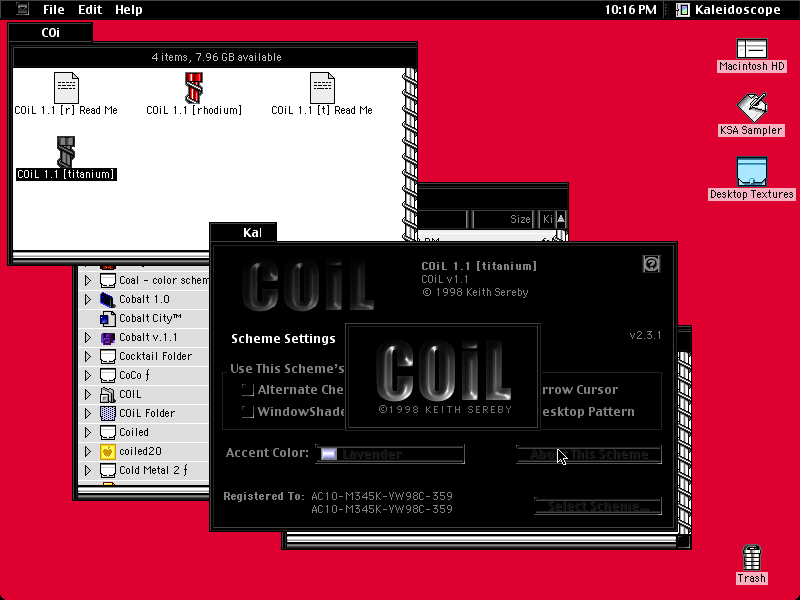 File Edit Help
10:16 PM Kaleidoscope
COi
4 items, 7.96 GB available
COiL 1.1 [r] Read Me
COiL 1.1 [rhodium]
COiL 1.1 [t] Read Me
COiL 1.1 [titanium]
Macintosh HD
KSA Sampler
Desktop Textures
Size Ki
Coal - color schem
Cobalt 1.0
Cobalt City™
Cobalt v.1.1
Cocktail Folder
CoCo ƒ
COIL
COiL Folder
Coiled
coiled20
Cold Metal 2 ƒ
Kal
COiL
COiL 1.1 [titanium]
COiL v1.1
© 1998 Keith Sereby
v2.3.1
Scheme Settings
Use This Scheme's
Alternate Che
WindowShade
rrow Cursor
esktop Pattern
COiL
©1998 KEITH SEREBY
Accent Color: Lavender
About This Scheme
Registered To: AC10-M345K-VW98C-359
AC10-M345K-VW98C-359
Select Scheme...
Trash